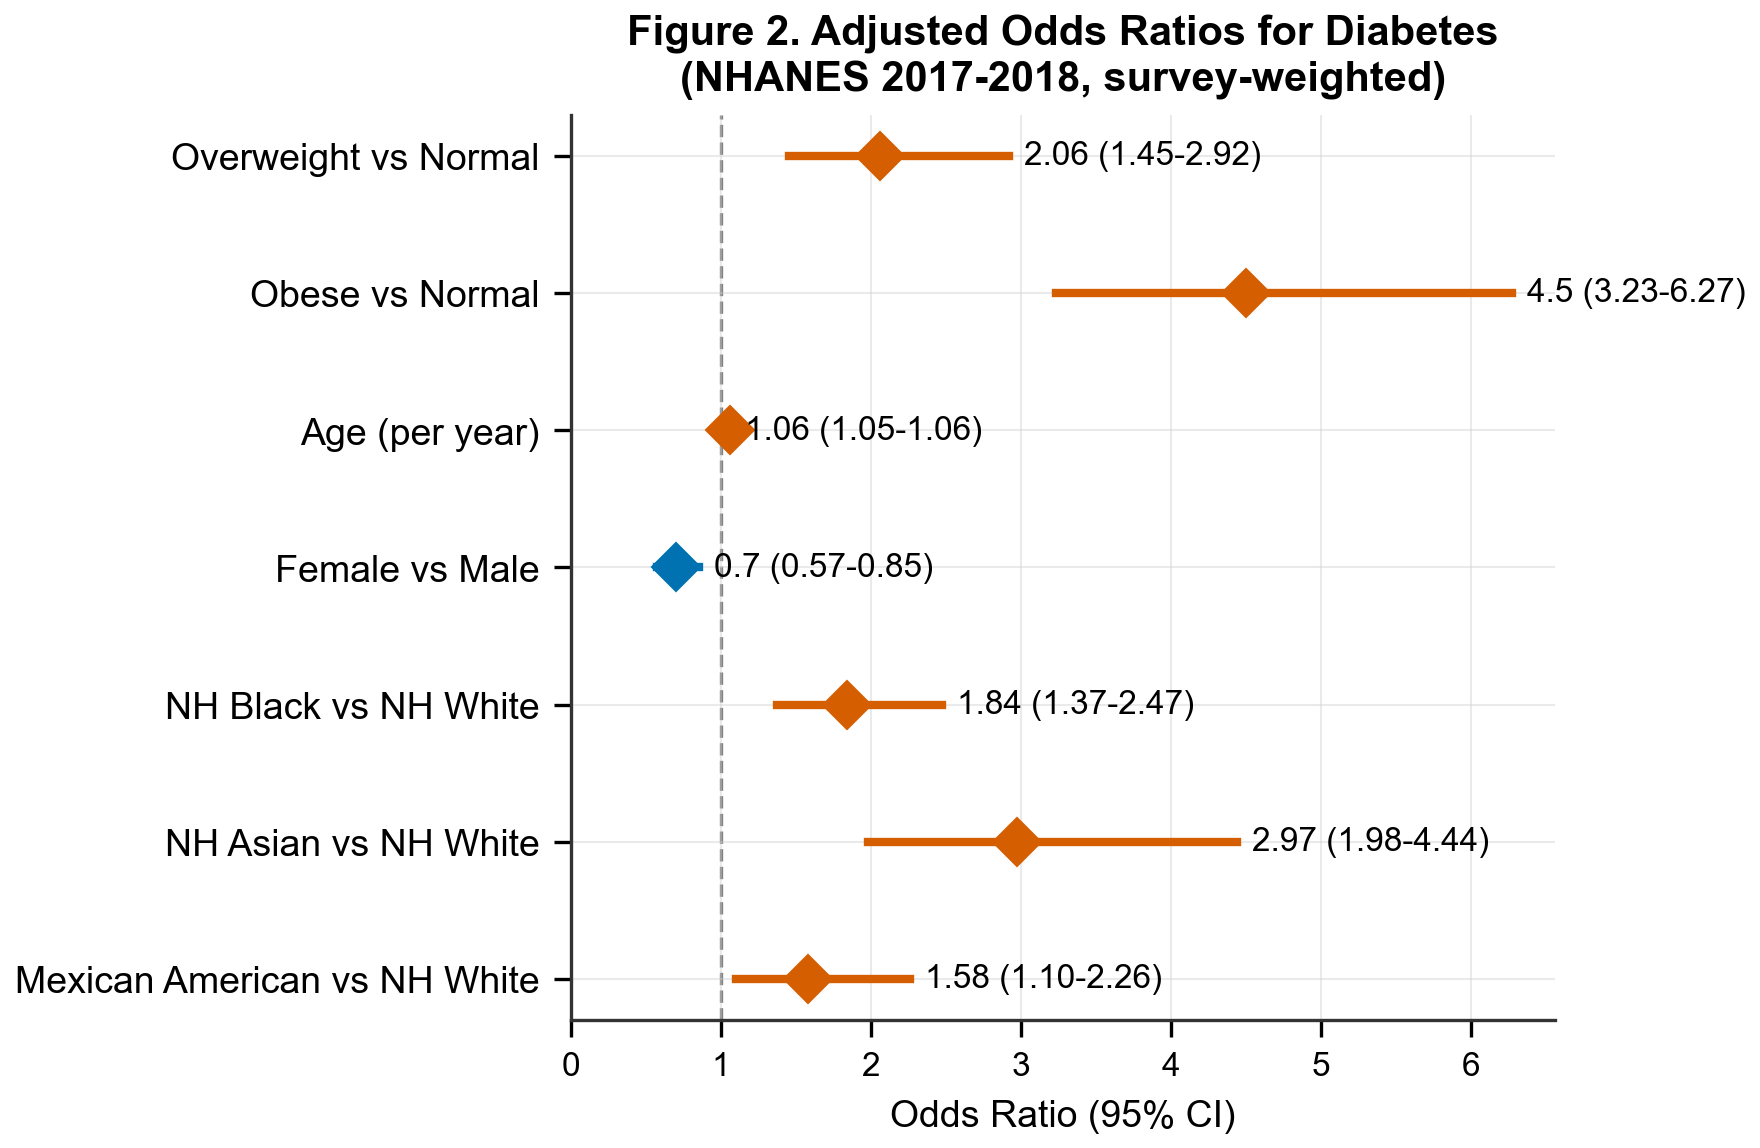 Figure 2. Adjusted Odds Ratios for Diabetes
(NHANES 2017-2018, survey-weighted)
Overweight vs Normal
2.06 (1.45-2.92)
Obese vs Normal
4.5 (3.23-6.27)
Age (per year)
1.06 (1.05-1.06)
Female vs Male
0.7 (0.57-0.85)
NH Black vs NH White
1.84 (1.37-2.47)
NH Asian vs NH White
2.97 (1.98-4.44)
Mexican American vs NH White
1.58 (1.10-2.26)
0 1 2 3 4 5 6
Odds Ratio (95% CI)